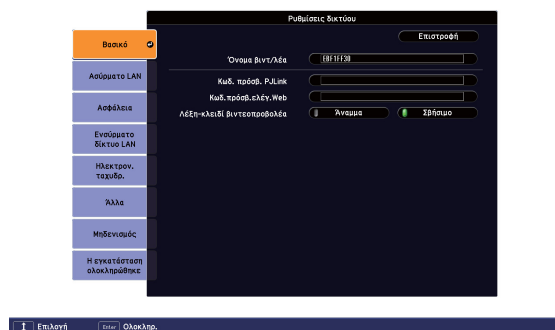 Ρυθμίσεις δικτύου
Επιστροφή
Βασικό
Όνομα βιντ/λέα EBF1FF30
Ασύρματο LAN
Κωδ. πρόσβ. PJLink
Κωδ.πρόσβ.ελέγ.Web
Ασφάλεια
Λέξη-κλειδί βιντεοπροβολέα Άναμμα Σβήσιμο
Ενσύρματο
δίκτυο LAN
Ηλεκτρον.
ταχυδρ.
Άλλα
Μηδενισμός
Η εγκατάσταση
ολοκληρώθηκε
Επιλογή Enter Ολοκληρ.